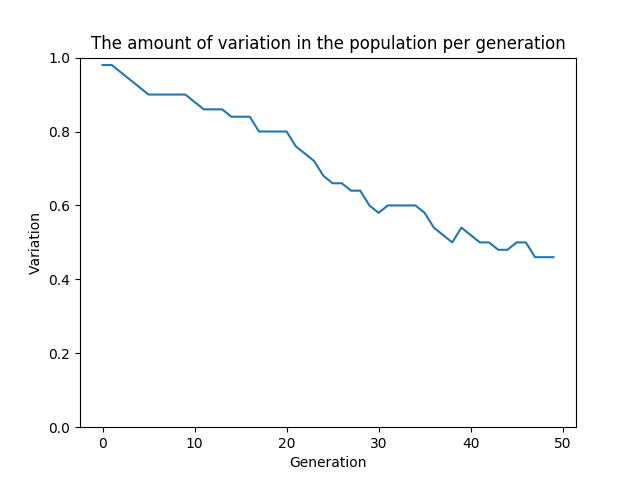 The amount of variation in the population per generation
1.0
0.8
0.6
0.4
0.2
0.0
Variation
0 10 20 30 40 50
Generation